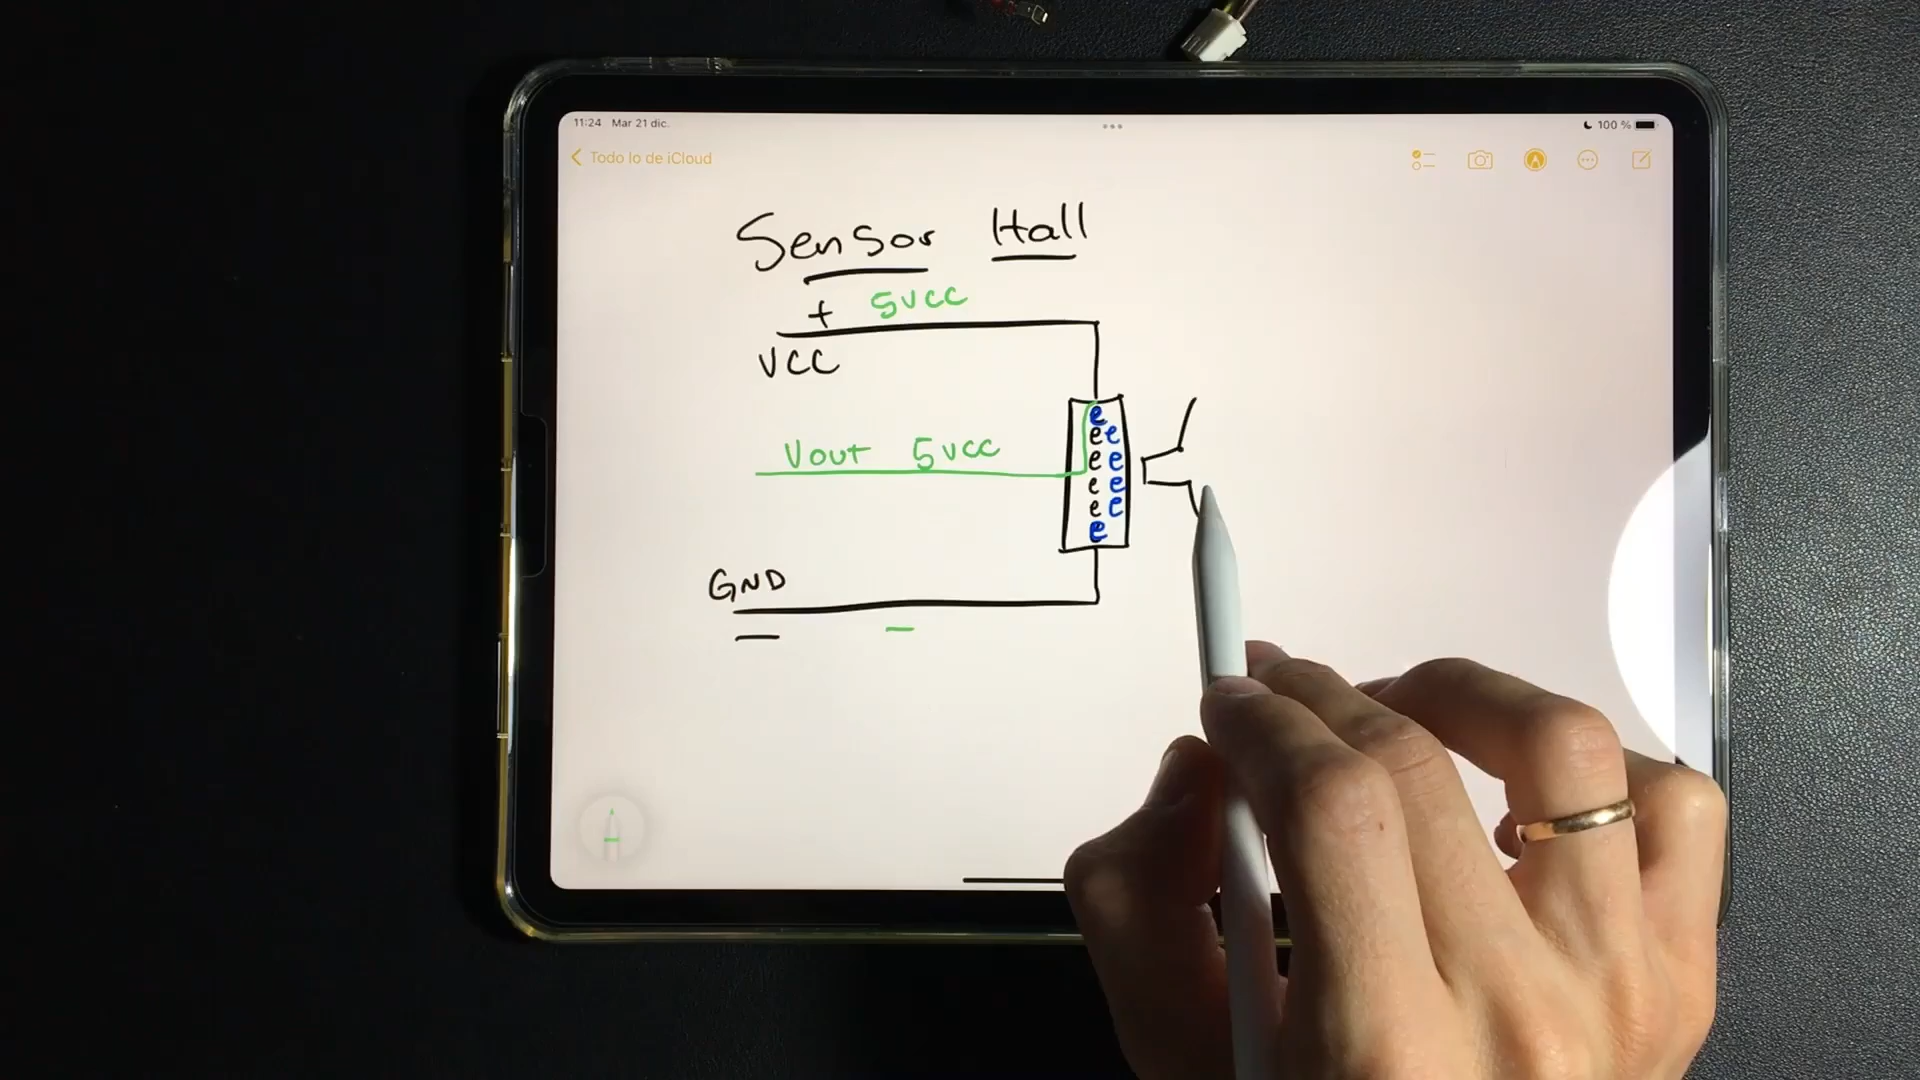 11:24 Mar 21 dic.
100 %
Todo lo de iCloud
Sensor Hall
+ 5VCC
VCC
Vout 5VCC
e
e e
e e
e e
e e
e
GND